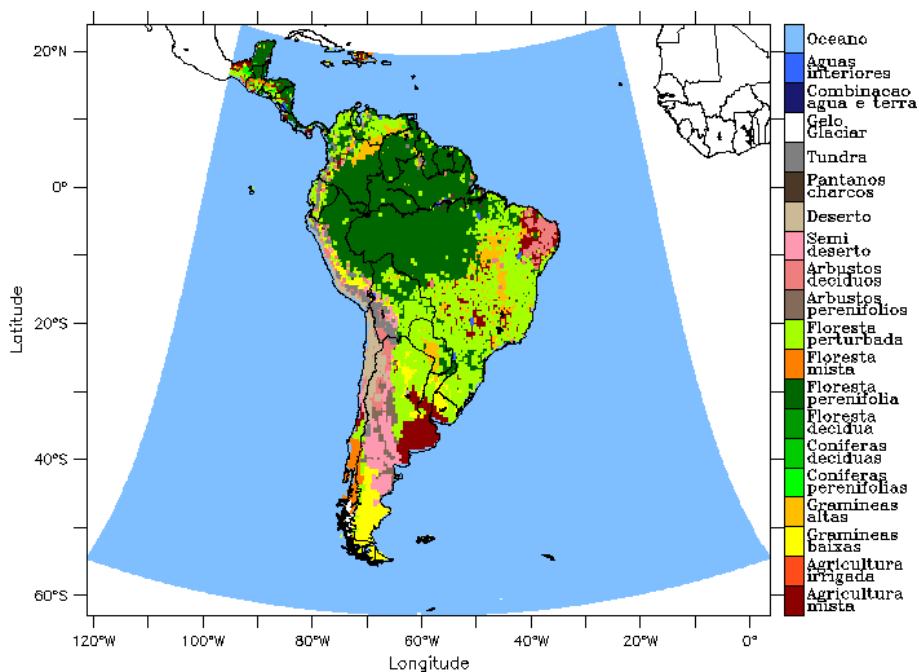 20°N
0°
20°S
40°S
60°S
Latitude
120°W
100°W
80°W
60°W
40°W
20°W
0°
Longitude
Oceano
Aguas
interiores
Combinacao
agua e terra
Gelo
Glaciar
Tundra
Pantanos
charcos
Deserto
Semi
deserto
Arbustos
deciduos
Arbustos
perenifolios
Floresta
perturbada
Floresta
mista
Floresta
perenifolia
Floresta
decidua
Coniferas
deciduas
Coniferas
perenifolias
Gramineas
altas
Gramineas
baixas
Agricultura
irrigada
Agricultura
mista